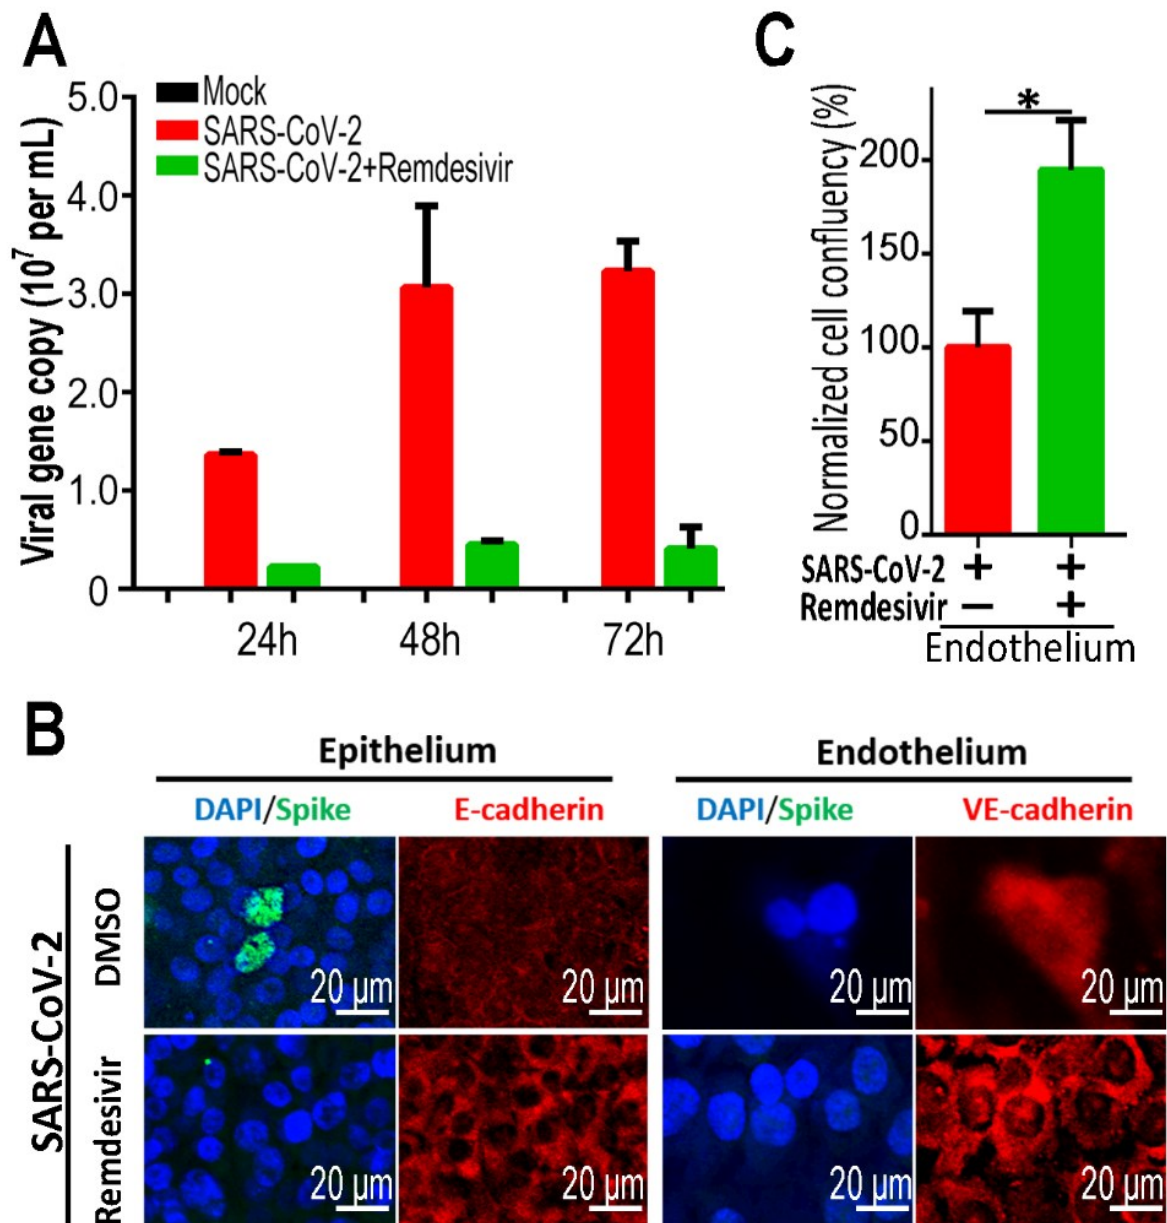 A
Viral gene copy (10⁷ per mL)
5.0
4.0
3.0
2.0
1.0
0
Mock
SARS-CoV-2
SARS-CoV-2+Remdesivir
24h 48h 72h
C
Normalized cell confluency (%)
200
150
100
50
0
*
SARS-CoV-2 + +
Remdesivir − +
Endothelium
B
Epithelium Endothelium
DAPI/Spike E-cadherin DAPI/Spike VE-cadherin
SARS-CoV-2
DMSO
20 µm 20 µm 20 µm 20 µm
Remdesivir
20 µm 20 µm 20 µm 20 µm